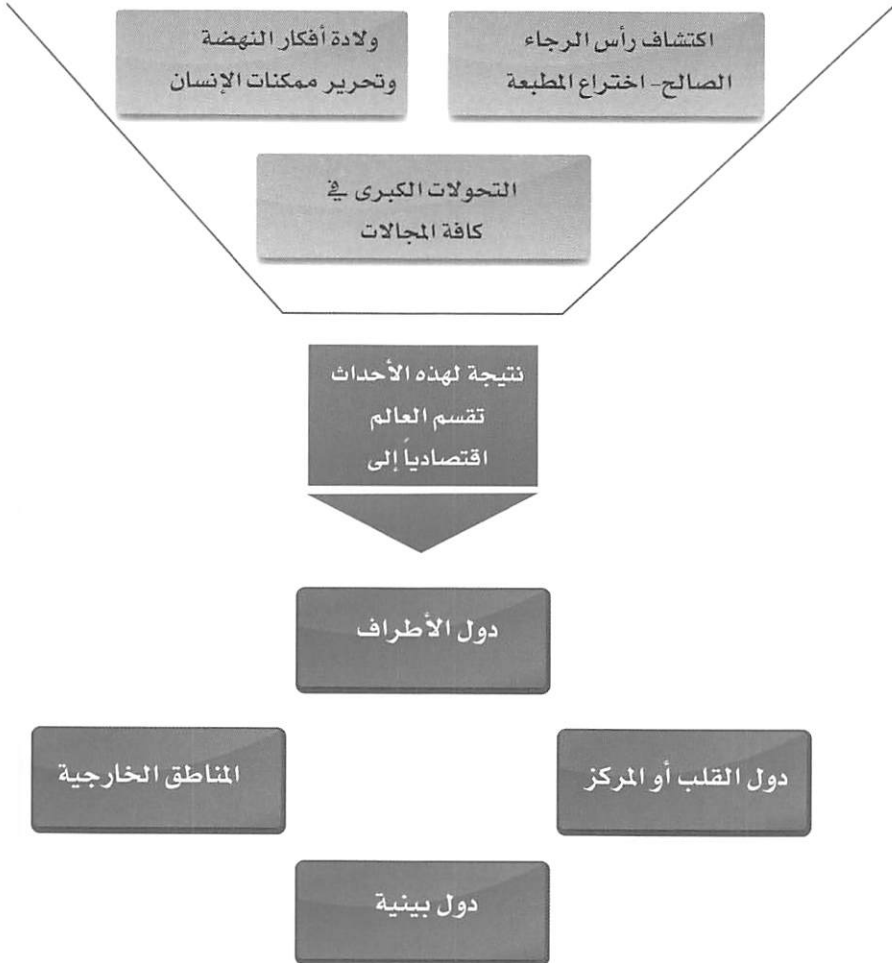 اكتشاف رأس الرجاء
الصالح- اختراع المطبعة
ولادة أفكار النهضة
وتحرير ممكنات الإنسان
التحولات الكبرى في
كافة المجالات
نتيجة لهذه الأحداث
تقسم العالم
اقتصادياً إلى
دول الأطراف
دول القلب أو المركز
المناطق الخارجية
دول بينية